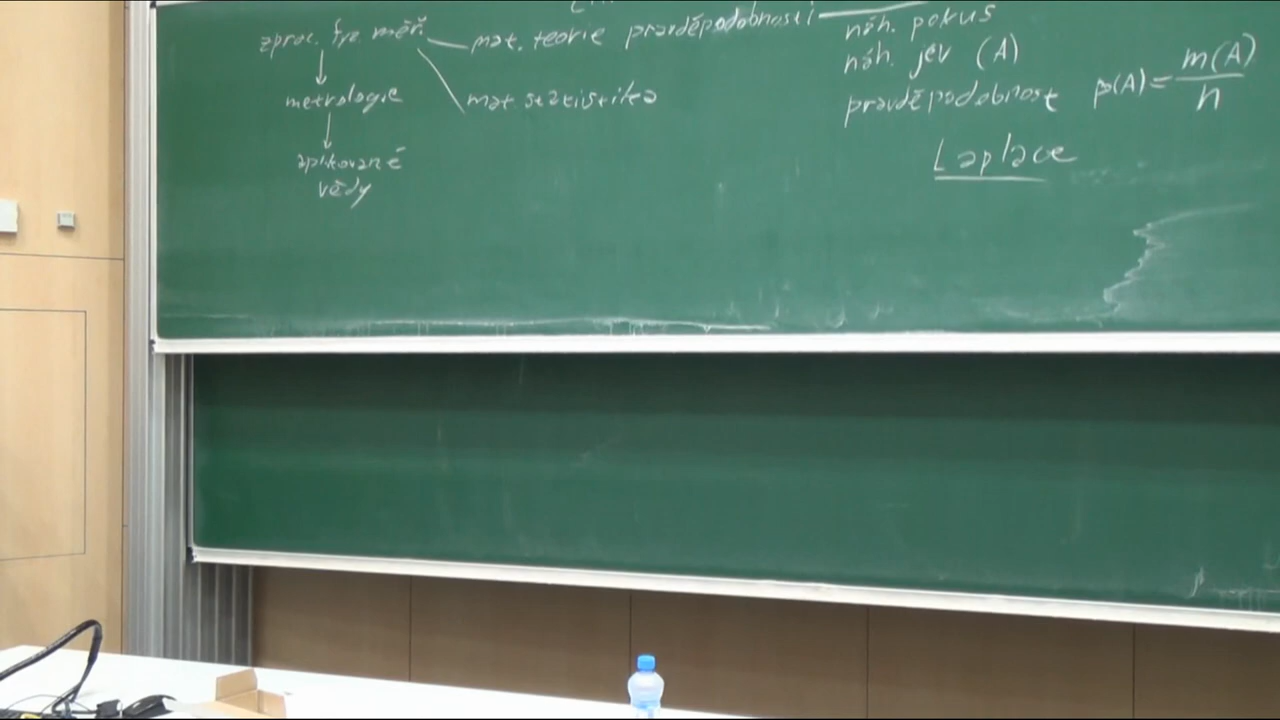 zprac. fyz. měř.
mat. teorie pravděpodobnosti
náh. pokus
náh. jev (A)
pravděpodobnost p(A) = m(A)/n
Laplace
metrologie
mat statistika
aplikované
vědy